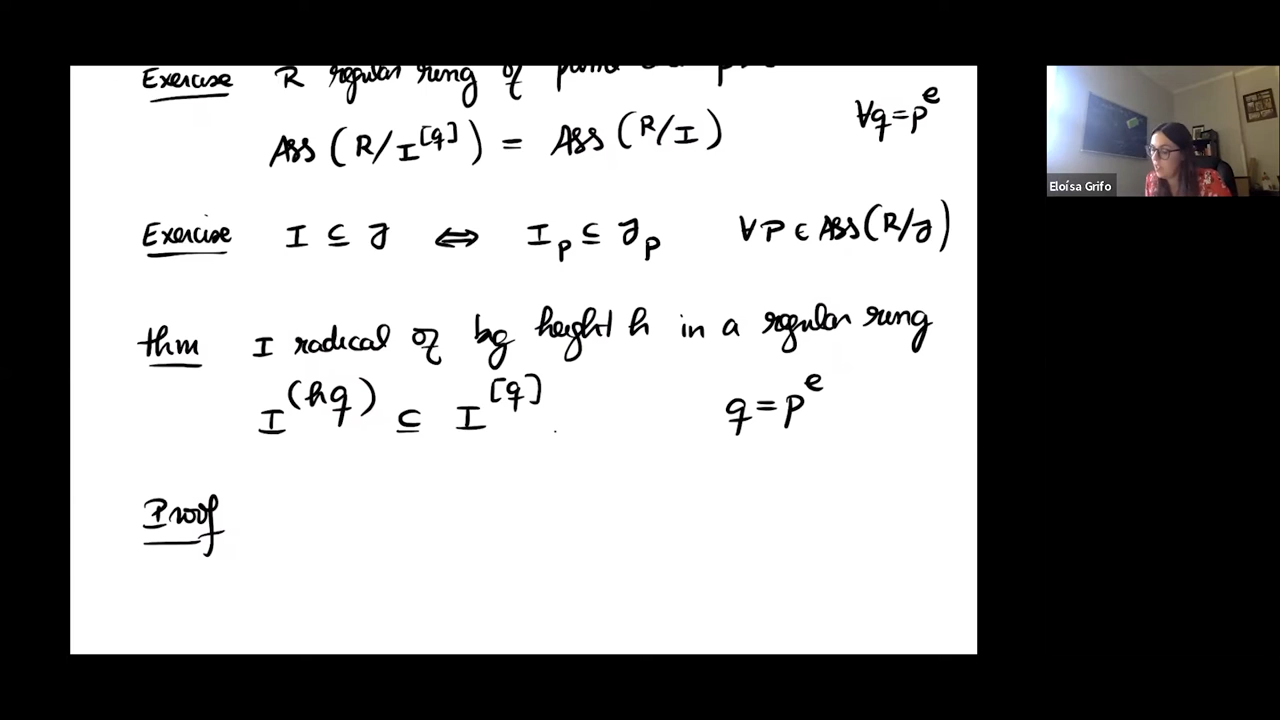 Exercise R regular ring of
Ass (R/I^[q]) = Ass (R/I) ∀q=p^e
Exercise I ⊆ J ⇔ I_P ⊆ J_P ∀P ∈ Ass(R/J)
thm I radical of big height h in a regular ring
I^(hq) ⊆ I^[q] q=p^e
Proof
Eloísa Grifo